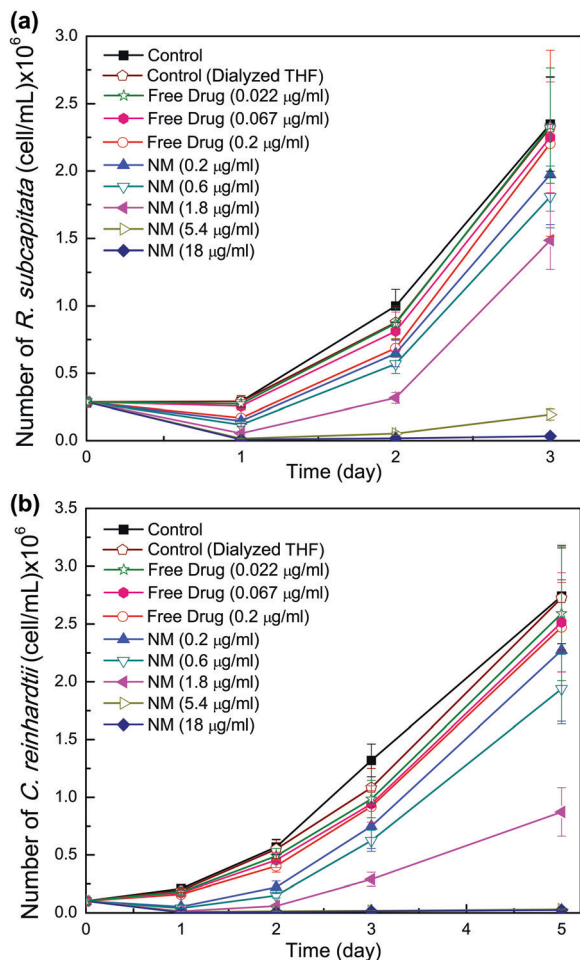 (a)
3.0
2.5
2.0
1.5
1.0
0.5
0.0
Number of R. subcapitata (cell/mL)x10⁶
Control
Control (Dialyzed THF)
Free Drug (0.022 μg/ml)
Free Drug (0.067 μg/ml)
Free Drug (0.2 μg/ml)
NM (0.2 μg/ml)
NM (0.6 μg/ml)
NM (1.8 μg/ml)
NM (5.4 μg/ml)
NM (18 μg/ml)
0 1 2 3
Time (day)
(b)
3.5
3.0
2.5
2.0
1.5
1.0
0.5
0.0
Number of C. reinhardtii (cell/mL)x10⁶
Control
Control (Dialyzed THF)
Free Drug (0.022 μg/ml)
Free Drug (0.067 μg/ml)
Free Drug (0.2 μg/ml)
NM (0.2 μg/ml)
NM (0.6 μg/ml)
NM (1.8 μg/ml)
NM (5.4 μg/ml)
NM (18 μg/ml)
0 1 2 3 4 5
Time (day)